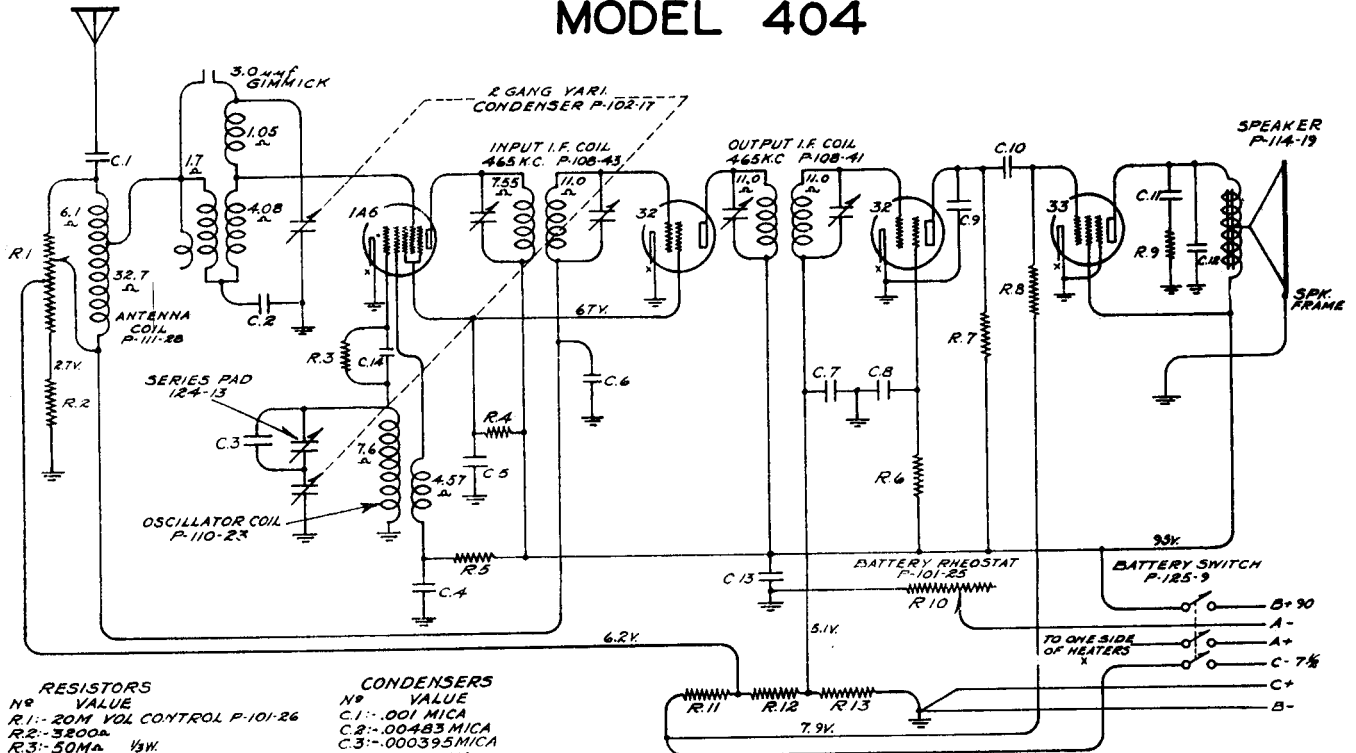 MODEL 404
3.0 µµf
GIMMICK
2 GANG VARI.
CONDENSER P-102-17
C.1
1.7
Ω
1.05
Ω
4.08
Ω
6.1
Ω
R1
32.7
Ω
ANTENNA
COIL
P-111-28
2.7V.
R.2
C.2
1A6
x
INPUT I.F. COIL
465 K.C. P-108-43
7.55
Ω
11.0
Ω
32
x
OUTPUT I.F. COIL
465 K.C P-108-41
11.0
Ω
11.0
Ω
32
x
C.9
C.10
33
x
C.11
R.9
C.12
SPEAKER
P-114-19
SPK.
FRAME
67V.
R.3
C.14
SERIES PAD
124-13
C.3
7.6
Ω
4.57
Ω
OSCILLATOR COIL
P-110-23
R.4
C.5
C.6
C.7
C.8
R.6
R.7
R.8
R.5
C.4
C 13
BATTERY RHEOSTAT
P-101-25
R 10
93V.
BATTERY SWITCH
P-125-9
B+ 90
A-
A+
C- 7½
C+
B-
TO ONE SIDE
OF HEATERS
x
6.2V.
5.1V.
R 11
R.12
R 13
7.9V.
RESISTORS
Nº VALUE
R.1:- 20M VOL CONTROL P-101-26
R.2:- 3200Ω
R.3:- 50MΩ ⅓W.
CONDENSERS
Nº VALUE
C.1:- .001 MICA
C.2:- .00483 MICA
C.3:- .000395 MICA